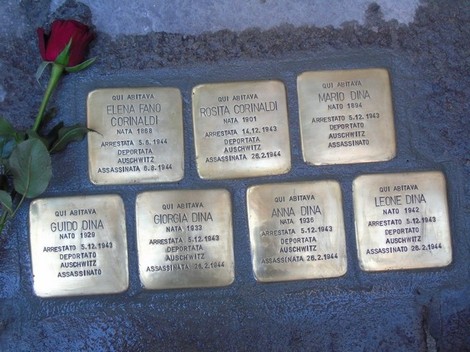 QUI ABITAVA
ELENA FANO
CORINALDI
NATA 1868
ARRESTATA 5.6.1944
DEPORTATA
AUSCHWITZ
ASSASSINATA 6.8.1944
QUI ABITAVA
ROSITA CORINALDI
NATA 1901
ARRESTATA 14.12.1943
DEPORTATA
AUSCHWITZ
ASSASSINATA 26.2.1944
QUI ABITAVA
MARIO DINA
NATO 1894
ARRESTATO 5.12.1943
DEPORTATO
AUSCHWITZ
ASSASSINATO
QUI ABITAVA
GUIDO DINA
NATO 1929
ARRESTATO 5.12.1943
DEPORTATO
AUSCHWITZ
ASSASSINATO
QUI ABITAVA
GIORGIA DINA
NATA 1933
ARRESTATA 5.12.1943
DEPORTATA
AUSCHWITZ
ASSASSINATA 26.2.1944
QUI ABITAVA
ANNA DINA
NATA 1936
ARRESTATA 5.12.1943
DEPORTATA
AUSCHWITZ
ASSASSINATA 26.2.1944
QUI ABITAVA
LEONE DINA
NATO 1942
ARRESTATO 5.12.1943
DEPORTATO
AUSCHWITZ
ASSASSINATO 26.2.1944